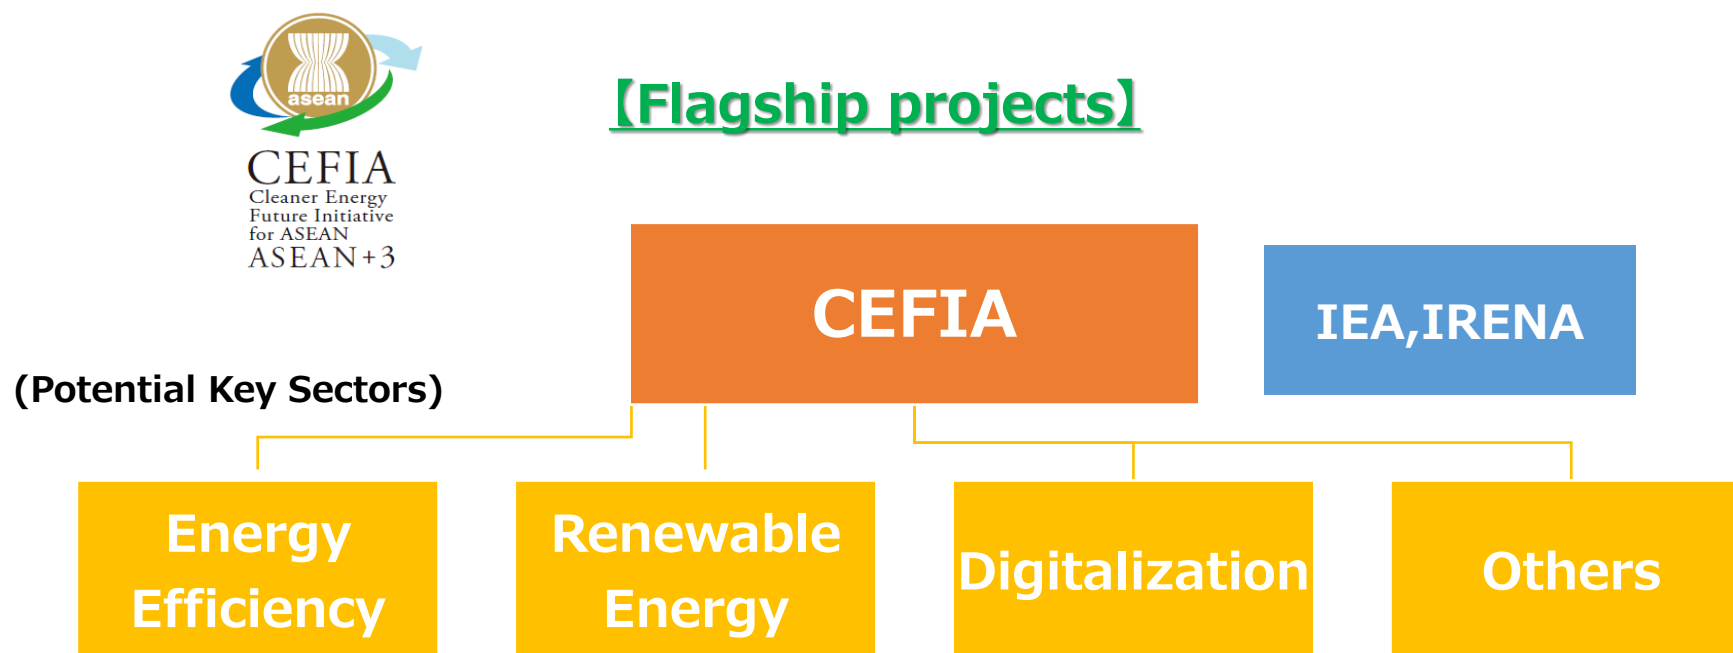 asean
CEFIA
Cleaner Energy
Future Initiative
for ASEAN
ASEAN+3
【Flagship projects】
CEFIA
IEA,IRENA
(Potential Key Sectors)
Energy
Efficiency
Renewable
Energy
Digitalization
Others